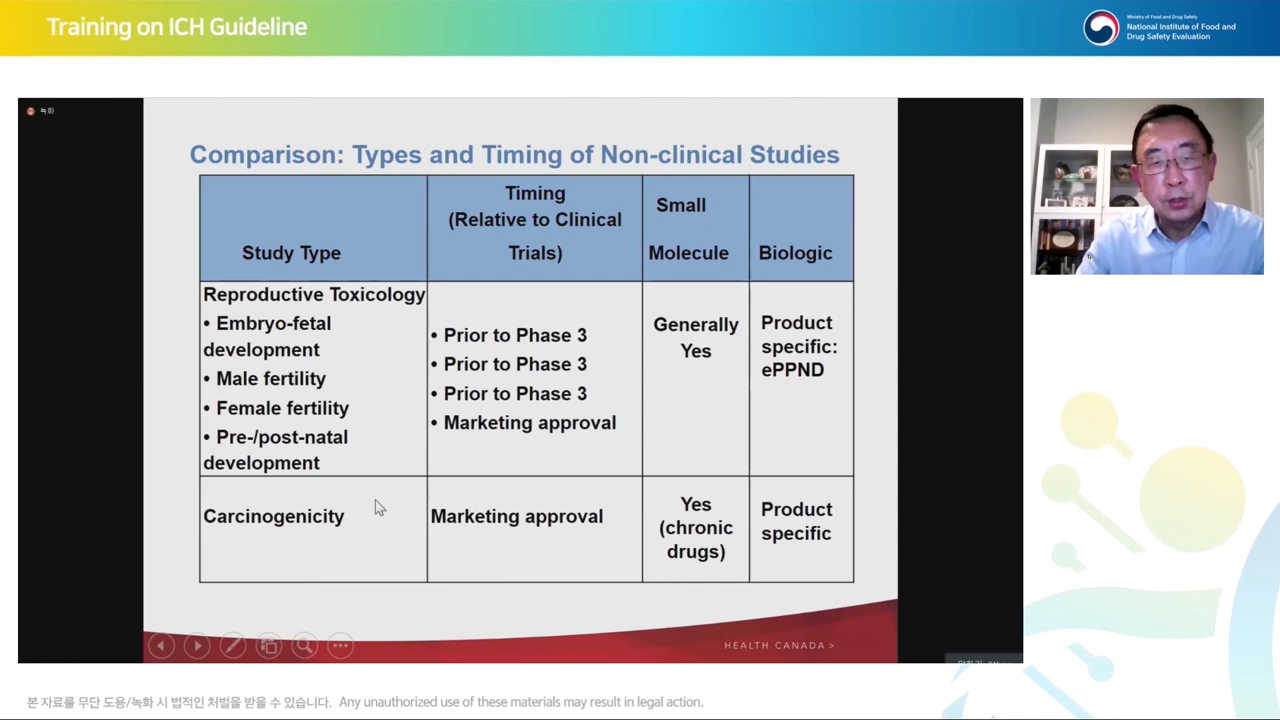 Training on ICH Guideline
Ministry of Food and Drug Safety
National Institute of Food and
Drug Safety Evaluation
녹화
Comparison: Types and Timing of Non-clinical Studies
Study Type
Timing
(Relative to Clinical
Trials)
Small
Molecule
Biologic
Reproductive Toxicology
• Embryo-fetal
development
• Male fertility
• Female fertility
• Pre-/post-natal
development
• Prior to Phase 3
• Prior to Phase 3
• Prior to Phase 3
• Marketing approval
Generally
Yes
Product
specific:
ePPND
Carcinogenicity
Marketing approval
Yes
(chronic
drugs)
Product
specific
HEALTH CANADA >
본 자료를 무단 도용/녹화 시 법적인 처벌을 받을 수 있습니다. Any unauthorized use of these materials may result in legal action.